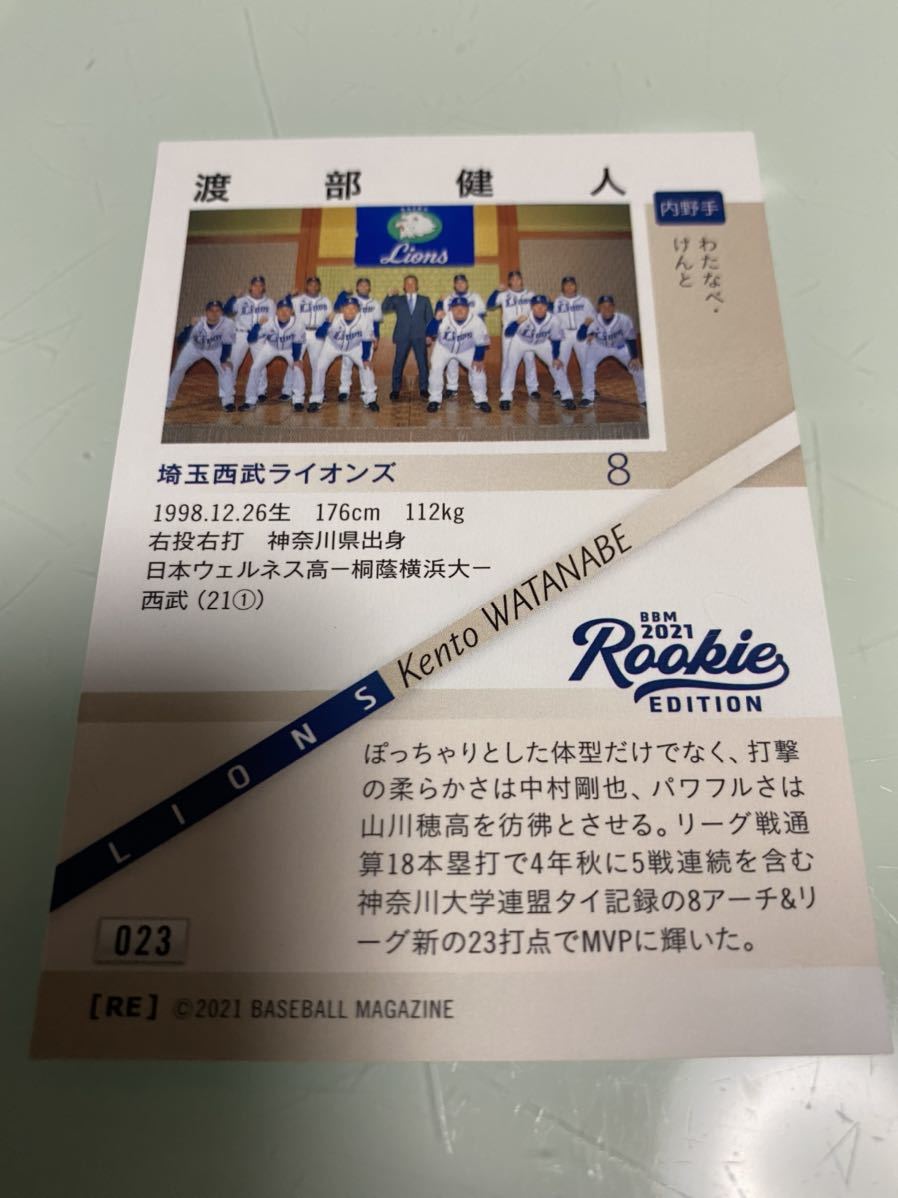 渡部健人
内野手
わたなべ・
けんと
Lions
埼玉西武ライオンズ
8
1998.12.26生 176cm 112kg
右投右打 神奈川県出身
日本ウェルネス高ー桐蔭横浜大ー
西武（21①）
Kento WATANABE
LIONS
BBM
2021
Rookie
EDITION
ぽっちゃりとした体型だけでなく、打撃
の柔らかさは中村剛也、パワフルさは
山川穂高を彷彿とさせる。リーグ戦通
算18本塁打で4年秋に5戦連続を含む
神奈川大学連盟タイ記録の8アーチ&リ
ーグ新の23打点でMVPに輝いた。
023
[RE] ©2021 BASEBALL MAGAZINE